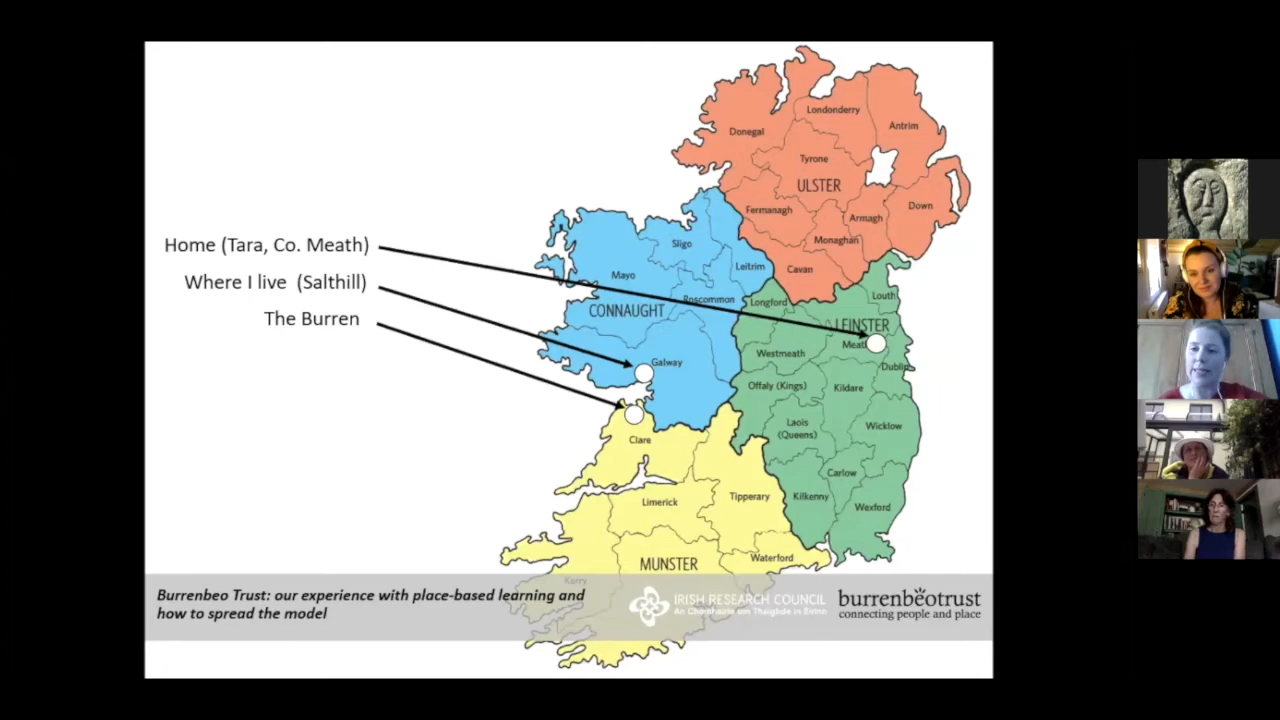 Home (Tara, Co. Meath)
Where I live (Salthill)
The Burren
Londonderry
Antrim
Donegal
Tyrone
ULSTER
Down
Fermanagh
Armagh
Monaghan
Cavan
Sligo
Leitrim
Mayo
Roscommon
CONNAUGHT
Galway
Longford
Louth
LEINSTER
Meath
Westmeath
Dublin
Offaly (Kings)
Kildare
Laois
(Queens)
Wicklow
Carlow
Kilkenny
Wexford
Clare
Limerick
Tipperary
MUNSTER
Waterford
Kerry
Burrenbeo Trust: our experience with place-based learning and
how to spread the model
IRISH RESEARCH COUNCIL
An Chomhairle um Thaighde in Éirinn
burrenbeotrust
connecting people and place